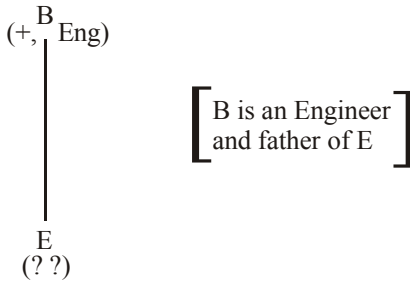 B
(+, Eng)
B is an Engineer
and father of E
E
(? ?)